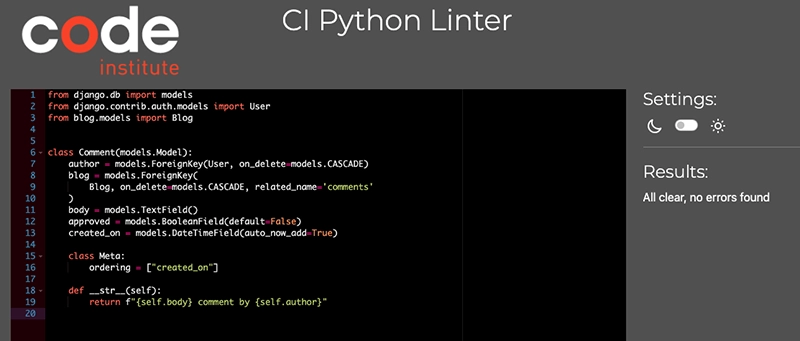 code
institute
CI Python Linter
1 from django.db import models
2 from django.contrib.auth.models import User
3 from blog.models import Blog
4
5
6 class Comment(models.Model):
7     author = models.ForeignKey(User, on_delete=models.CASCADE)
8     blog = models.ForeignKey(
9         Blog, on_delete=models.CASCADE, related_name='comments'
10     )
11     body = models.TextField()
12     approved = models.BooleanField(default=False)
13     created_on = models.DateTimeField(auto_now_add=True)
14
15     class Meta:
16         ordering = ["created_on"]
17
18     def __str__(self):
19         return f"{self.body} comment by {self.author}"
20
Settings:
Results:
All clear, no errors found